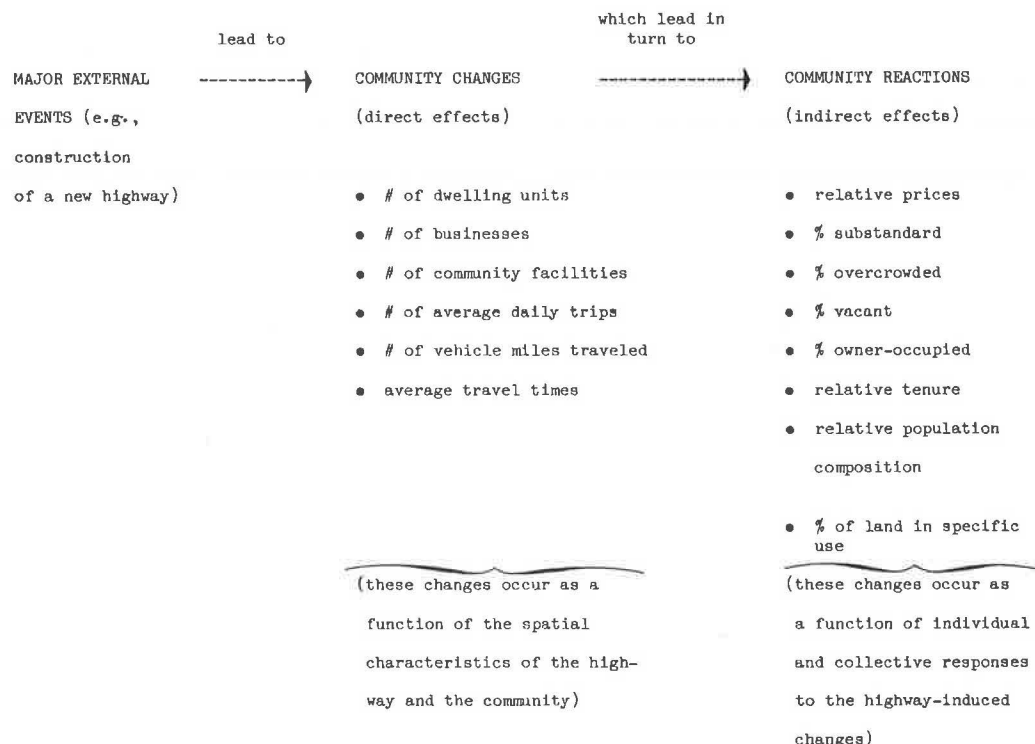 lead to
which lead in
turn to
MAJOR EXTERNAL
EVENTS (e.g.,
construction
of a new highway)
COMMUNITY CHANGES
(direct effects)
• # of dwelling units
• # of businesses
• # of community facilities
• # of average daily trips
• # of vehicle miles traveled
• average travel times
(these changes occur as a
function of the spatial
characteristics of the high-
way and the community)
COMMUNITY REACTIONS
(indirect effects)
• relative prices
• % substandard
• % overcrowded
• % vacant
• % owner-occupied
• relative tenure
• relative population
composition
• % of land in specific
use
(these changes occur as
a function of individual
and collective responses
to the highway-induced
changes)